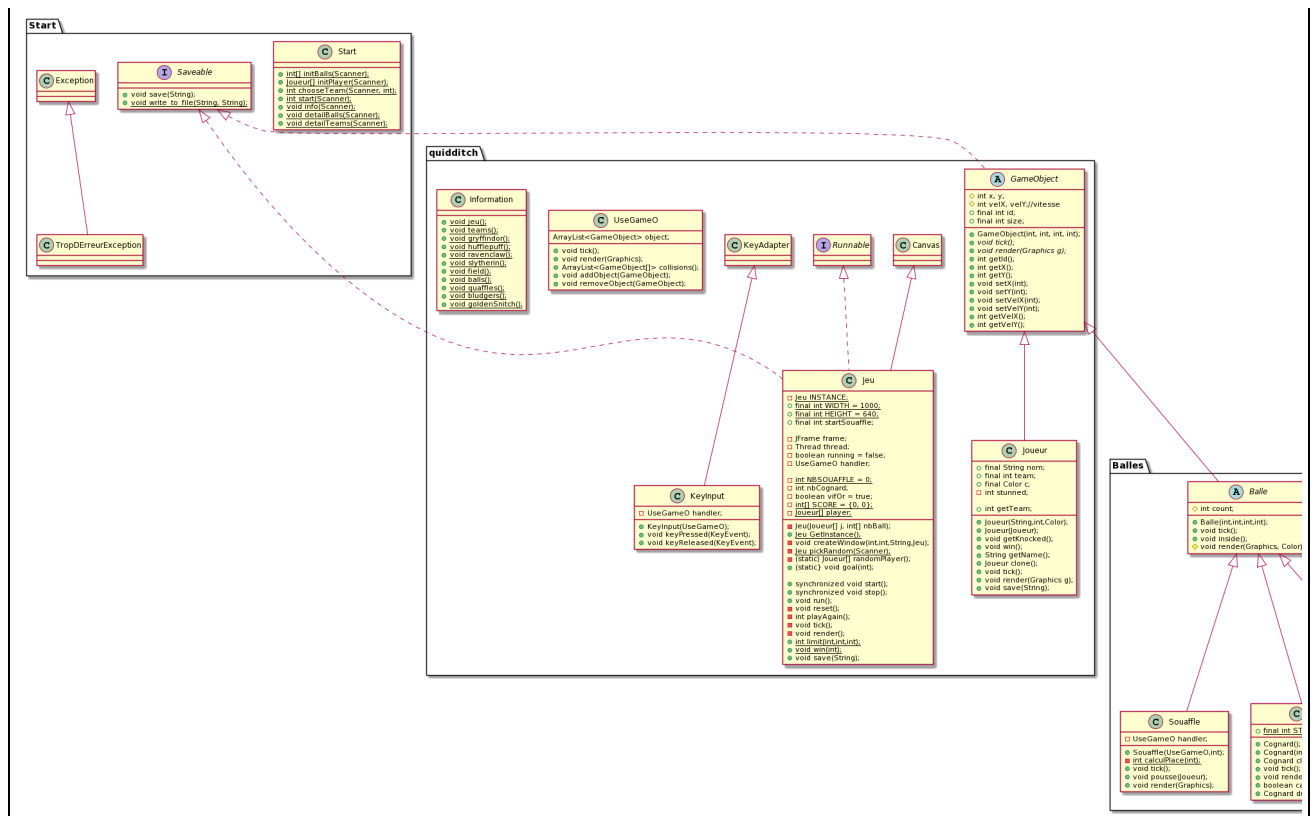 Start
C Start
int[] initBalls(Scanner);
Joueur[] initPlayer(Scanner);
int chooseTeam(Scanner, int);
int start(Scanner);
void info(Scanner);
void detailBalls(Scanner);
void detailTeams(Scanner);
I Saveable
void save(String);
void write_to_file(String, String);
C Exception
C TropDErreurException
quidditch
C Information
void jeu();
void teams();
void gryffindor();
void hufflepuff();
void ravenclaw();
void slytherin();
void field();
void balls();
void quaffles();
void bludgers();
void goldenSnitch();
C UseGameO
ArrayList<GameObject> object;
void tick();
void render(Graphics);
ArrayList<GameObject[]> collisions();
void addObject(GameObject);
void removeObject(GameObject);
C KeyAdapter
I Runnable
C Canvas
A GameObject
int x, y;
int velX, velY;//vitesse
final int id;
final int size;
GameObject(int, int, int, int);
void tick();
void render(Graphics g);
int getId();
int getX();
int getY();
void setX(int);
void setY(int);
void setVelX(int);
void setVelY(int);
int getVelX();
int getVelY();
C KeyInput
UseGameO handler;
KeyInput(UseGameO);
void keyPressed(KeyEvent);
void keyReleased(KeyEvent);
C Jeu
Jeu INSTANCE;
final int WIDTH = 1000;
final int HEIGHT = 640;
final int startSouaffle;
JFrame frame;
Thread thread;
boolean running = false;
UseGameO handler;
int NBSOUAFFLE = 0;
int nbCognard;
boolean vifOr = true;
int[] SCORE = {0, 0};
Joueur[] player;
Jeu(Joueur[] j, int[] nbBall);
Jeu GetInstance();
void createWindow(int,int,String,Jeu);
Jeu pickRandom(Scanner);
(static) Joueur[] randomPlayer();
(static} void goal(int);
synchronized void start();
synchronized void stop();
void run();
void reset();
int playAgain();
void tick();
void render();
int limit(int,int,int);
void win(int);
void save(String);
C Joueur
final String nom;
final int team;
final Color c;
int stunned;
int getTeam;
Joueur(String,int,Color);
Joueur(Joueur);
void getKnocked();
void win();
String getName();
Joueur clone();
void tick();
void render(Graphics g);
void save(String);
Balles
A Balle
int count;
Balle(int,int,int,int);
void tick();
void inside();
void render(Graphics, Color)
C Souaffle
UseGameO handler;
Souaffle(UseGameO,int);
int calculPlace(int);
void tick();
void pousse(Joueur);
void render(Graphics);
C
final int ST
Cognard();
Cognard(in
Cognard cl
void tick();
void rende
boolean ca
Cognard d